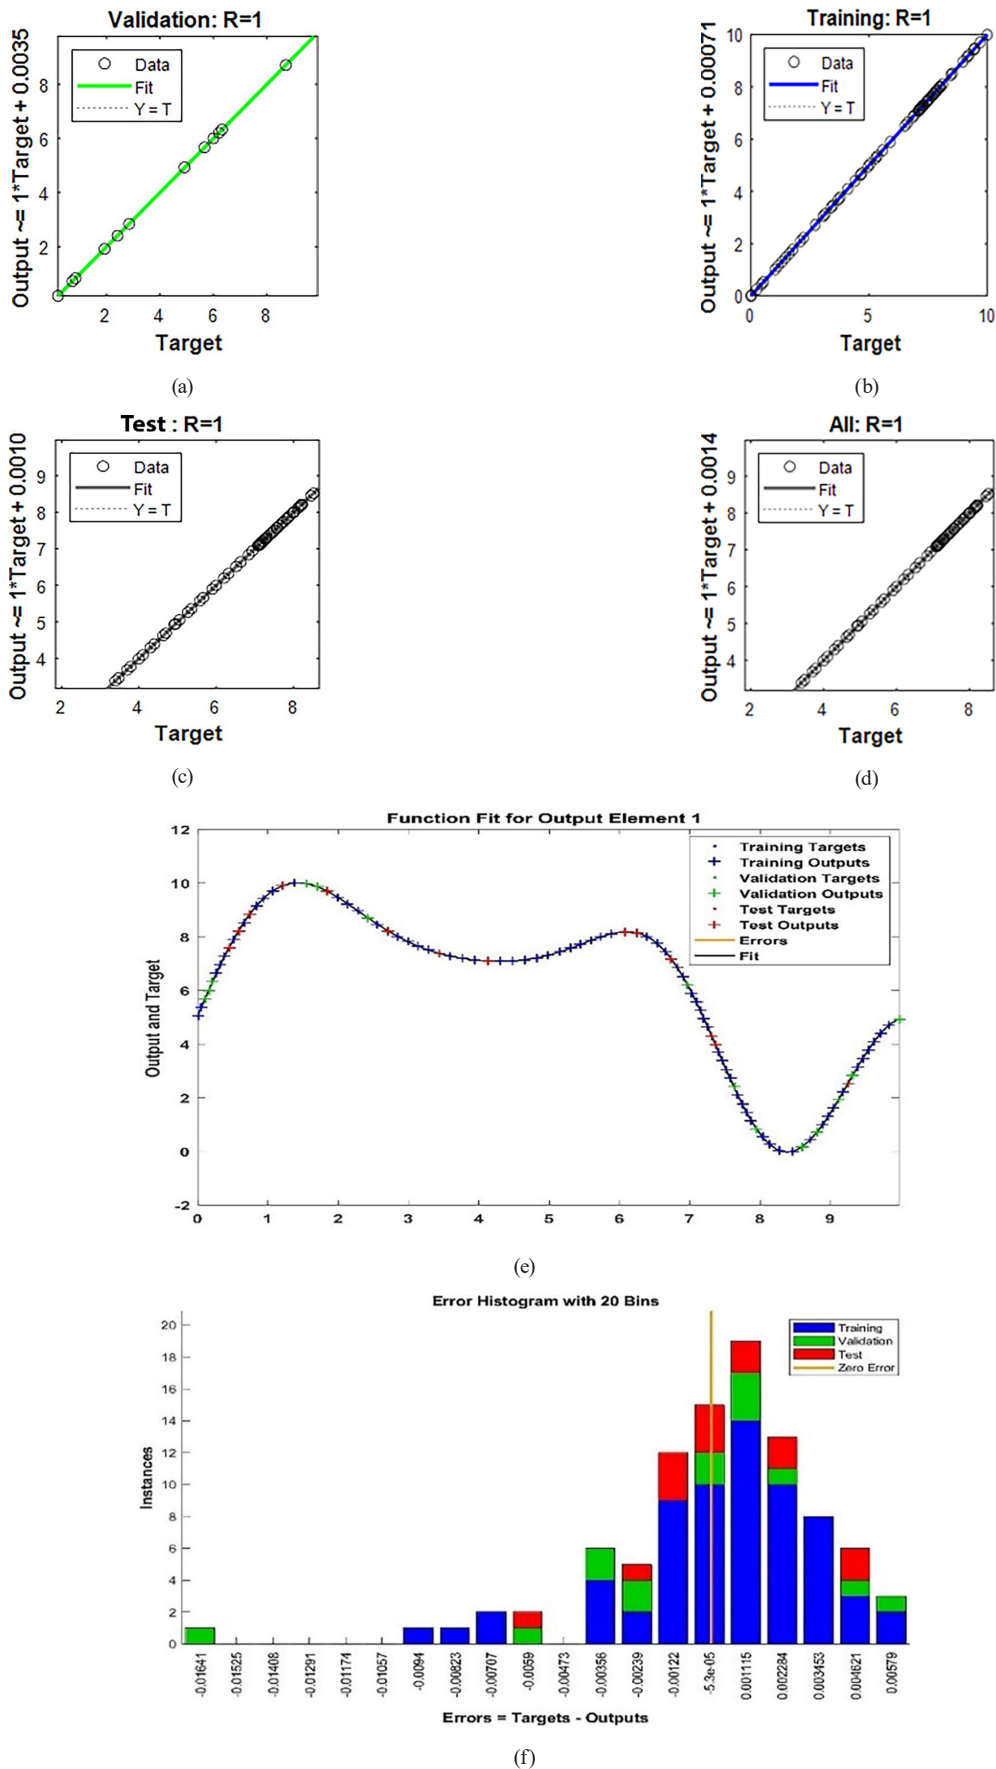 Validation: R=1
Output ~= 1*Target + 0.0035
Data
Fit
Y = T
8
6
4
2
2 4 6 8
Target
(a)
Training: R=1
Output ~= 1*Target + 0.00071
Data
Fit
Y = T
10
8
6
4
2
0
0 5 10
Target
(b)
Test : R=1
Output ~= 1*Target + 0.0010
Data
Fit
Y = T
9
8
7
6
5
4
2 4 6 8
Target
(c)
All: R=1
Output ~= 1*Target + 0.0014
Data
Fit
Y = T
9
8
7
6
5
4
2 4 6 8
Target
(d)
Function Fit for Output Element 1
Output and Target
12
10
8
6
4
2
0
-2
Training Targets
Training Outputs
Validation Targets
Validation Outputs
Test Targets
Test Outputs
Errors
Fit
0 1 2 3 4 5 6 7 8 9
(e)
Error Histogram with 20 Bins
Instances
20
18
16
14
12
10
8
6
4
2
0
Training
Validation
Test
Zero Error
-0.01641
-0.01525
-0.01408
-0.01291
-0.01174
-0.01057
-0.0094
-0.00823
-0.00707
-0.0059
-0.00473
-0.00356
-0.00239
-0.00122
-5.3e-05
0.001115
0.002284
0.003453
0.004621
0.00579
Errors = Targets - Outputs
(f)